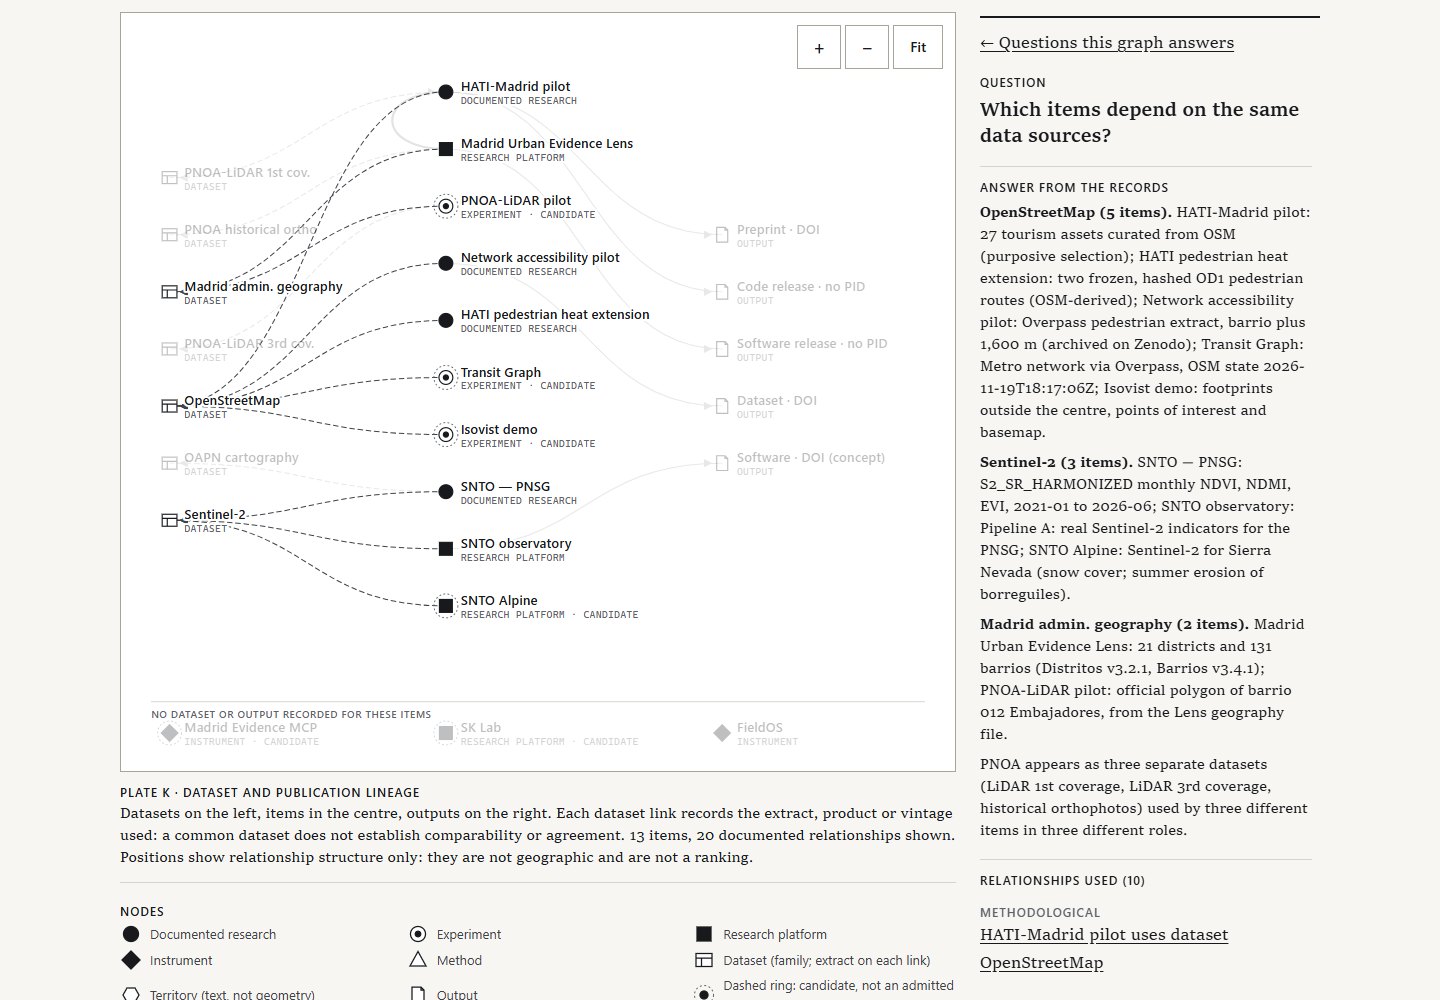 +
−
Fit
HATI-Madrid pilot
DOCUMENTED RESEARCH
Madrid Urban Evidence Lens
RESEARCH PLATFORM
PNOA-LiDAR 1st cov.
DATASET
PNOA-LiDAR pilot
EXPERIMENT · CANDIDATE
PNOA historical ortho
DATASET
Preprint · DOI
OUTPUT
Network accessibility pilot
DOCUMENTED RESEARCH
Madrid admin. geography
DATASET
Code release · no PID
OUTPUT
HATI pedestrian heat extension
DOCUMENTED RESEARCH
PNOA-LiDAR 3rd cov.
DATASET
Software release · no PID
OUTPUT
Transit Graph
EXPERIMENT · CANDIDATE
OpenStreetMap
DATASET
Dataset · DOI
OUTPUT
Isovist demo
EXPERIMENT · CANDIDATE
OAPN cartography
DATASET
Software · DOI (concept)
OUTPUT
SNTO — PNSG
DOCUMENTED RESEARCH
Sentinel-2
DATASET
SNTO observatory
RESEARCH PLATFORM
SNTO Alpine
RESEARCH PLATFORM · CANDIDATE
NO DATASET OR OUTPUT RECORDED FOR THESE ITEMS
Madrid Evidence MCP
INSTRUMENT · CANDIDATE
SK Lab
RESEARCH PLATFORM · CANDIDATE
FieldOS
INSTRUMENT
PLATE K · DATASET AND PUBLICATION LINEAGE
Datasets on the left, items in the centre, outputs on the right. Each dataset link records the extract, product or vintage
used: a common dataset does not establish comparability or agreement. 13 items, 20 documented relationships shown.
Positions show relationship structure only: they are not geographic and are not a ranking.
NODES
Documented research
Experiment
Research platform
Instrument
Method
Dataset (family; extract on each link)
Territory (text, not geometry)
Output
Dashed ring: candidate, not an admitted
← Questions this graph answers
QUESTION
Which items depend on the same
data sources?
ANSWER FROM THE RECORDS
OpenStreetMap (5 items). HATI-Madrid pilot:
27 tourism assets curated from OSM
(purposive selection); HATI pedestrian heat
extension: two frozen, hashed OD1 pedestrian
routes (OSM-derived); Network accessibility
pilot: Overpass pedestrian extract, barrio plus
1,600 m (archived on Zenodo); Transit Graph:
Metro network via Overpass, OSM state 2026-
11-19T18:17:06Z; Isovist demo: footprints
outside the centre, points of interest and
basemap.
Sentinel-2 (3 items). SNTO — PNSG:
S2_SR_HARMONIZED monthly NDVI, NDMI,
EVI, 2021-01 to 2026-06; SNTO observatory:
Pipeline A: real Sentinel-2 indicators for the
PNSG; SNTO Alpine: Sentinel-2 for Sierra
Nevada (snow cover; summer erosion of
borreguiles).
Madrid admin. geography (2 items). Madrid
Urban Evidence Lens: 21 districts and 131
barrios (Distritos v3.2.1, Barrios v3.4.1);
PNOA-LiDAR pilot: official polygon of barrio
012 Embajadores, from the Lens geography
file.
PNOA appears as three separate datasets
(LiDAR 1st coverage, LiDAR 3rd coverage,
historical orthophotos) used by three different
items in three different roles.
RELATIONSHIPS USED (10)
METHODOLOGICAL
HATI-Madrid pilot uses dataset
OpenStreetMap